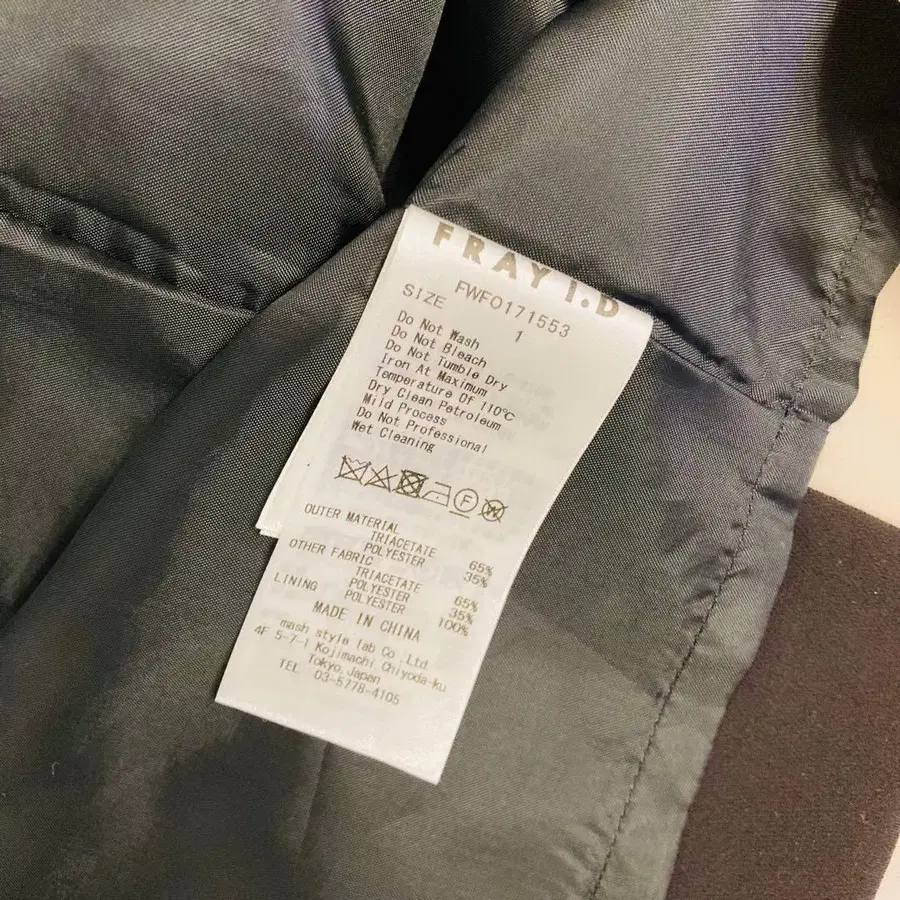 FRAY I.D
FWFO171553
SIZE 1
Do Not Wash
Do Not Bleach
Do Not Tumble Dry
Iron At Maximum
Temperature Of 110℃
Dry Clean Petroleum
Mild Process
Do Not Professional
Wet Cleaning
F W
OUTER MATERIAL
TRIACETATE 65%
POLYESTER 35%
OTHER FABRIC
TRIACETATE 65%
POLYESTER 35%
LINING POLYESTER 100%
MADE IN CHINA
mash style lab Co., Ltd.
4F 5-7-1 Kojimachi Chiyoda-ku
Tokyo, Japan
TEL 03-5778-4105